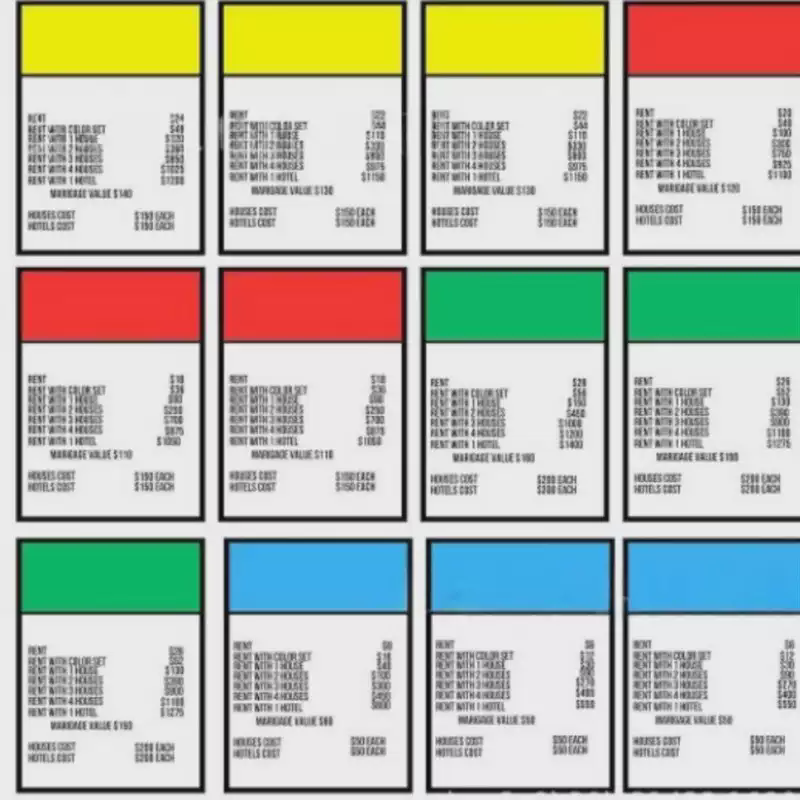 RENT $24
RENT WITH COLOR SET $48
RENT WITH 1 HOUSE $120
RENT WITH 2 HOUSES $360
RENT WITH 3 HOUSES $850
RENT WITH 4 HOUSES $1025
RENT WITH 1 HOTEL $1200
MARIGAGE VALUE $140
HOUSES COST $150 EACH
HOTELS COST $150 EACH
RENT $22
RENT WITH COLOR SET $44
RENT WITH 1 HOUSE $110
RENT WITH 2 HOUSES $330
RENT WITH 3 HOUSES $800
RENT WITH 4 HOUSES $975
RENT WITH 1 HOTEL $1150
MARIGAGE VALUE $130
HOUSES COST $150 EACH
HOTELS COST $150 EACH
RENT $22
RENT WITH COLOR SET $44
RENT WITH 1 HOUSE $110
RENT WITH 2 HOUSES $330
RENT WITH 3 HOUSES $800
RENT WITH 4 HOUSES $975
RENT WITH 1 HOTEL $1150
MARIGAGE VALUE $130
HOUSES COST $150 EACH
HOTELS COST $150 EACH
RENT $20
RENT WITH COLOR SET $40
RENT WITH 1 HOUSE $100
RENT WITH 2 HOUSES $300
RENT WITH 3 HOUSES $750
RENT WITH 4 HOUSES $925
RENT WITH 1 HOTEL $1100
MARIGAGE VALUE $120
HOUSES COST $150 EACH
HOTELS COST $150 EACH
RENT $18
RENT WITH COLOR SET $36
RENT WITH 1 HOUSE $90
RENT WITH 2 HOUSES $250
RENT WITH 3 HOUSES $700
RENT WITH 4 HOUSES $875
RENT WITH 1 HOTEL $1050
MARIGAGE VALUE $110
HOUSES COST $150 EACH
HOTELS COST $150 EACH
RENT $18
RENT WITH COLOR SET $36
RENT WITH 1 HOUSE $90
RENT WITH 2 HOUSES $250
RENT WITH 3 HOUSES $700
RENT WITH 4 HOUSES $875
RENT WITH 1 HOTEL $1050
MARIGAGE VALUE $110
HOUSES COST $150 EACH
HOTELS COST $150 EACH
RENT $28
RENT WITH COLOR SET $56
RENT WITH 1 HOUSE $150
RENT WITH 2 HOUSES $450
RENT WITH 3 HOUSES $1000
RENT WITH 4 HOUSES $1200
RENT WITH 1 HOTEL $1400
MARIGAGE VALUE $160
HOUSES COST $200 EACH
HOTELS COST $200 EACH
RENT $26
RENT WITH COLOR SET $52
RENT WITH 1 HOUSE $130
RENT WITH 2 HOUSES $390
RENT WITH 3 HOUSES $900
RENT WITH 4 HOUSES $1100
RENT WITH 1 HOTEL $1275
MARIGAGE VALUE $150
HOUSES COST $200 EACH
HOTELS COST $200 EACH
RENT $26
RENT WITH COLOR SET $52
RENT WITH 1 HOUSE $130
RENT WITH 2 HOUSES $390
RENT WITH 3 HOUSES $900
RENT WITH 4 HOUSES $1100
RENT WITH 1 HOTEL $1275
MARIGAGE VALUE $150
HOUSES COST $200 EACH
HOTELS COST $200 EACH
RENT $8
RENT WITH COLOR SET $16
RENT WITH 1 HOUSE $40
RENT WITH 2 HOUSES $100
RENT WITH 3 HOUSES $300
RENT WITH 4 HOUSES $450
RENT WITH 1 HOTEL $600
MARIGAGE VALUE $60
HOUSES COST $50 EACH
HOTELS COST $50 EACH
RENT $6
RENT WITH COLOR SET $12
RENT WITH 1 HOUSE $30
RENT WITH 2 HOUSES $90
RENT WITH 3 HOUSES $270
RENT WITH 4 HOUSES $400
RENT WITH 1 HOTEL $550
MARIGAGE VALUE $50
HOUSES COST $50 EACH
HOTELS COST $50 EACH
RENT $6
RENT WITH COLOR SET $12
RENT WITH 1 HOUSE $30
RENT WITH 2 HOUSES $90
RENT WITH 3 HOUSES $270
RENT WITH 4 HOUSES $400
RENT WITH 1 HOTEL $550
MARIGAGE VALUE $50
HOUSES COST $50 EACH
HOTELS COST $50 EACH